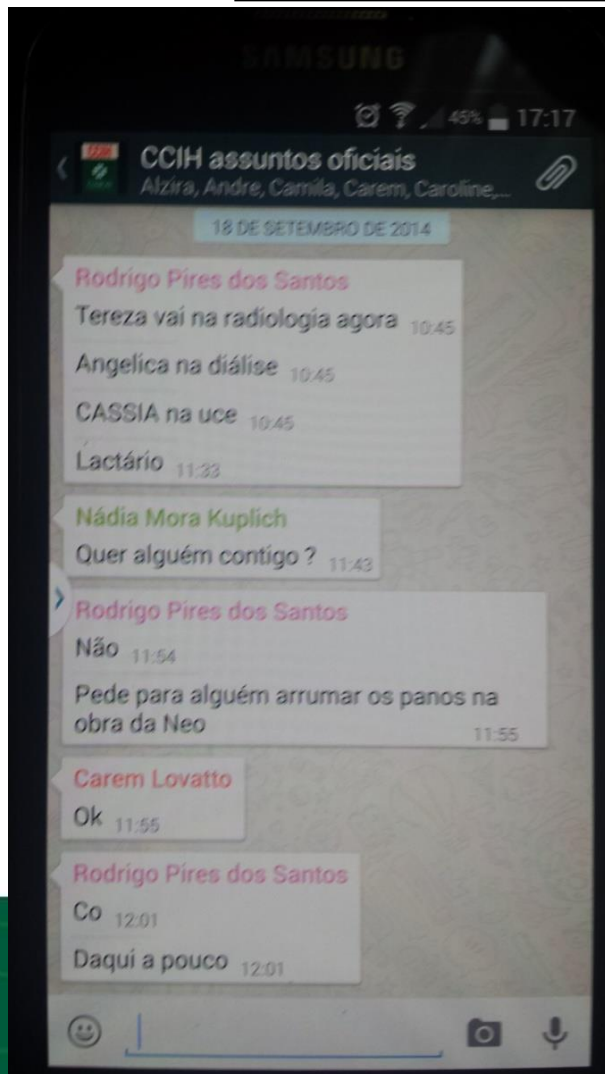 SAMSUNG
45% 17:17
CCIH assuntos oficiais
Alzira, Andre, Camila, Carem, Caroline,...
18 DE SETEMBRO DE 2014
Rodrigo Pires dos Santos
Tereza vai na radiologia agora 10:45
Angelica na diálise 10:45
CASSIA na uce 10:45
Lactário 11:33
Nádia Mora Kuplich
Quer alguém contigo ? 11:43
Rodrigo Pires dos Santos
Não 11:54
Pede para alguém arrumar os panos na
obra da Neo 11:55
Carem Lovatto
Ok 11:55
Rodrigo Pires dos Santos
Co 12:01
Daqui a pouco 12:01